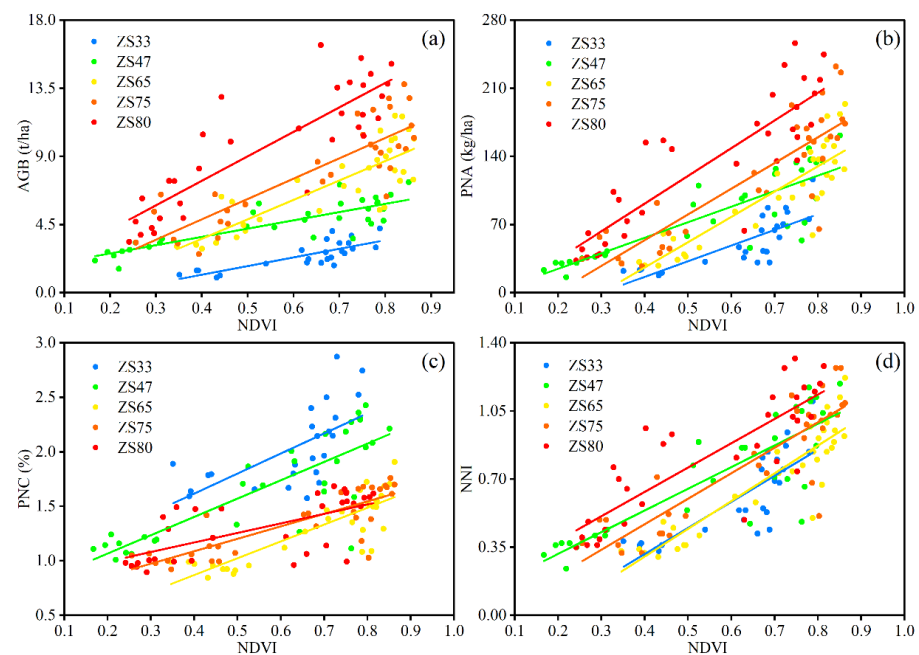 18.0
13.5
9.0
4.5
0.0
AGB (t/ha)
ZS33
ZS47
ZS65
ZS75
ZS80
(a)
0.1 0.2 0.3 0.4 0.5 0.6 0.7 0.8 0.9 1.0
NDVI
280
210
140
70
0
PNA (kg/ha)
ZS33
ZS47
ZS65
ZS75
ZS80
(b)
0.1 0.2 0.3 0.4 0.5 0.6 0.7 0.8 0.9 1.0
NDVI
3.0
2.5
2.0
1.5
1.0
0.5
PNC (%)
ZS33
ZS47
ZS65
ZS75
ZS80
(c)
0.1 0.2 0.3 0.4 0.5 0.6 0.7 0.8 0.9 1.0
NDVI
1.40
1.05
0.70
0.35
0.00
NNI
ZS33
ZS47
ZS65
ZS75
ZS80
(d)
0.1 0.2 0.3 0.4 0.5 0.6 0.7 0.8 0.9 1.0
NDVI